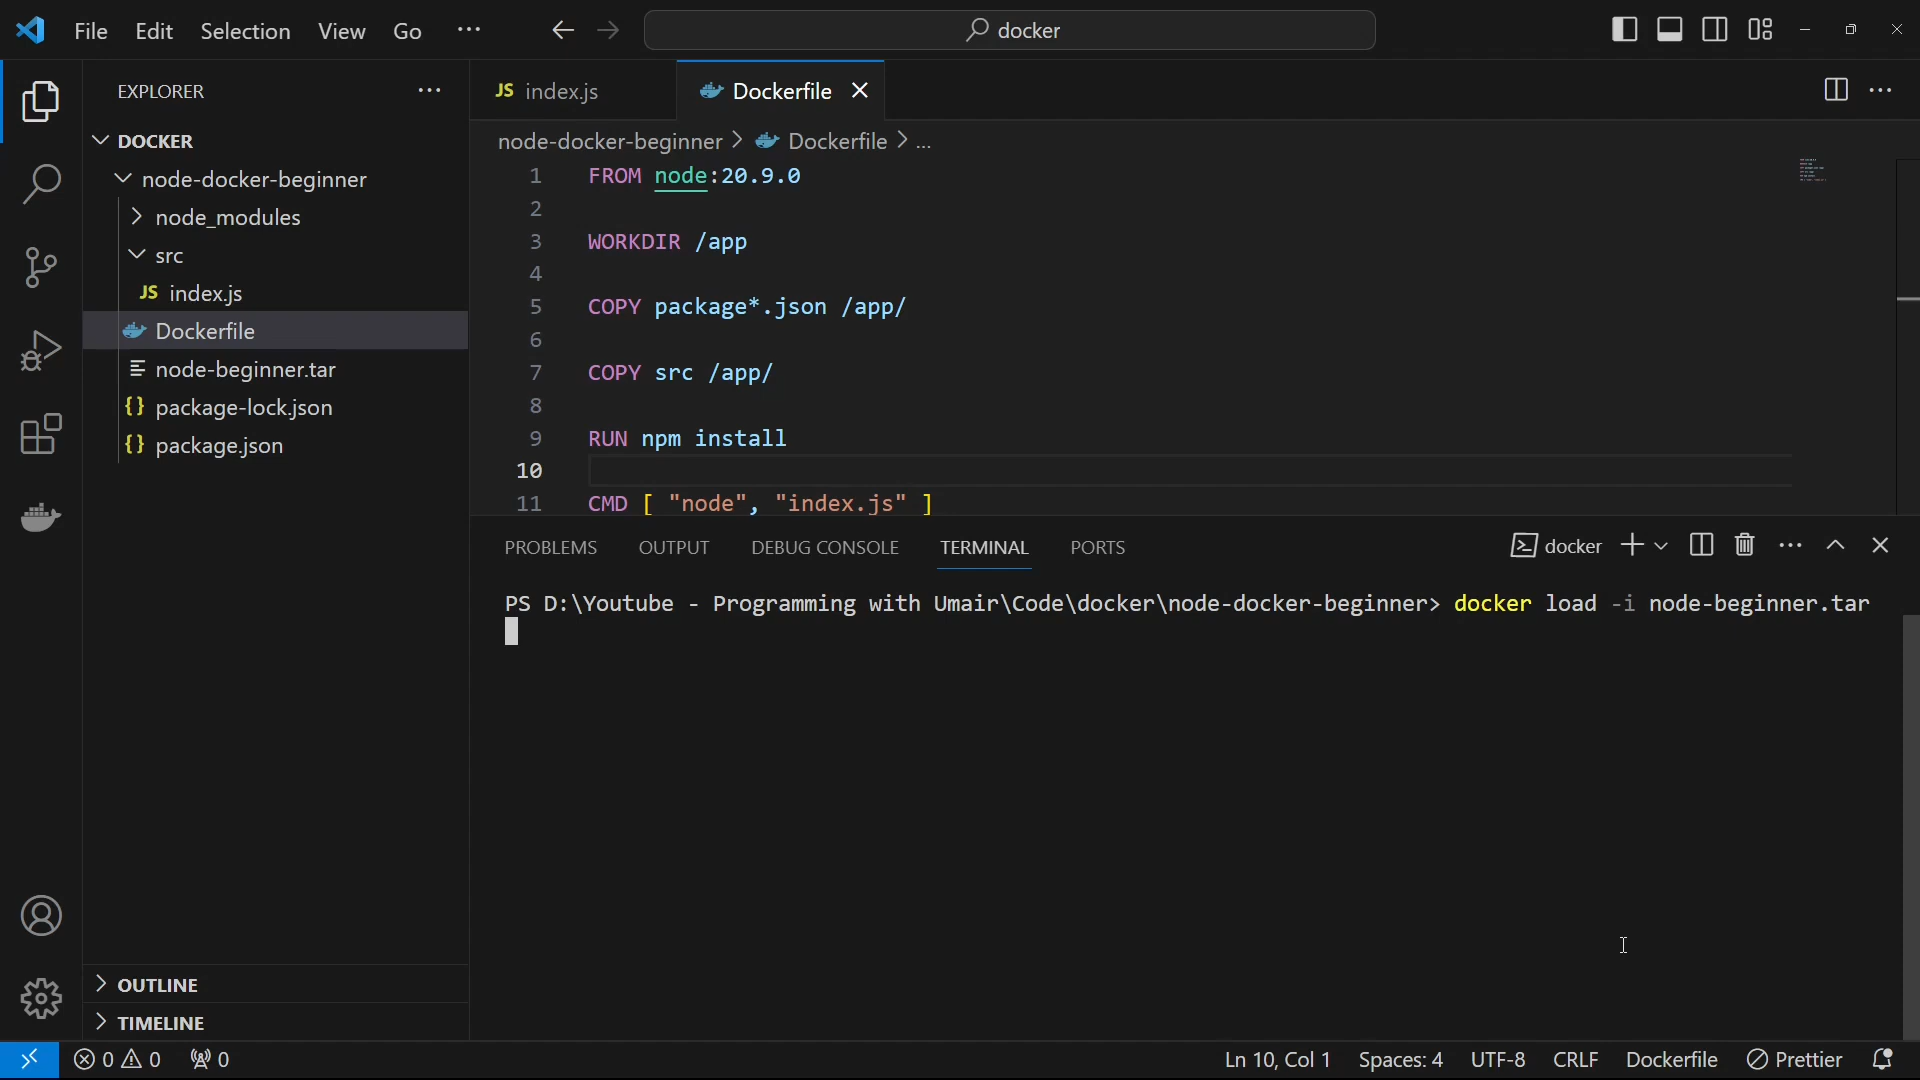 File Edit Selection View Go ··· docker
EXPLORER ···
DOCKER
node-docker-beginner
node_modules
src
JS index.js
Dockerfile
node-beginner.tar
{} package-lock.json
{} package.json
OUTLINE
TIMELINE
JS index.js Dockerfile
node-docker-beginner > Dockerfile > ...
1 FROM node:20.9.0
2
3 WORKDIR /app
4
5 COPY package*.json /app/
6
7 COPY src /app/
8
9 RUN npm install
10
11 CMD [ "node", "index.js" ]
PROBLEMS OUTPUT DEBUG CONSOLE TERMINAL PORTS docker
PS D:\Youtube - Programming with Umair\Code\docker\node-docker-beginner> docker load -i node-beginner.tar
0 0 0 Ln 10, Col 1 Spaces: 4 UTF-8 CRLF Dockerfile Prettier